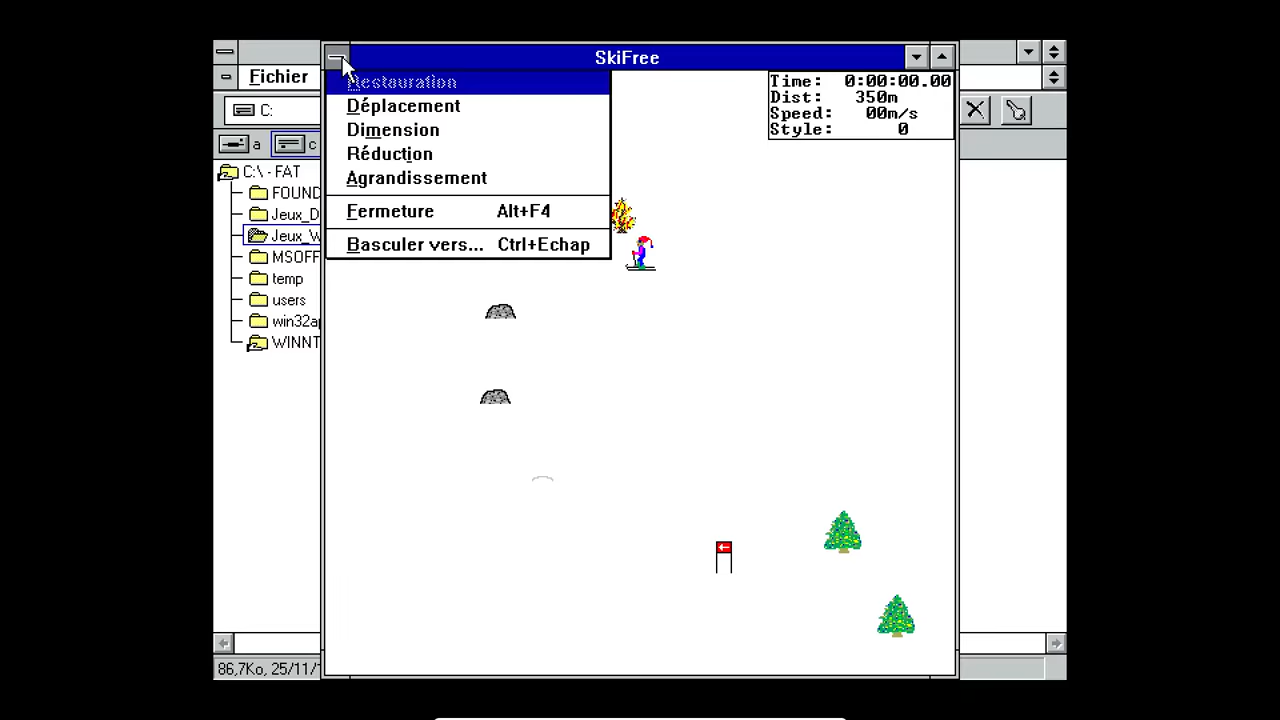 SkiFree
Fichier
Restauration
Déplacement
Dimension
Réduction
Agrandissement
Fermeture Alt+F4
Basculer vers... Ctrl+Echap
Time: 0:00:00.00
Dist: 350m
Speed: 00m/s
Style: 0
C:
a
c
C:\ - FAT
FOUND
Jeux_D
Jeux_W
MSOFF
temp
users
win32a
WINNT
86,7Ko, 25/11/